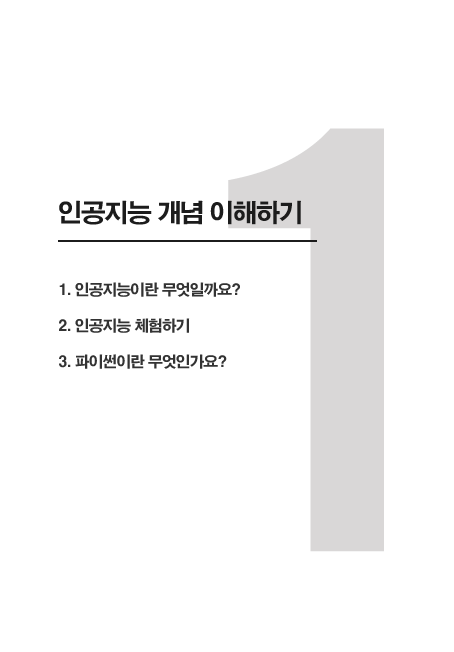 1
인공지능 개념 이해하기
1. 인공지능이란 무엇일까요?
2. 인공지능 체험하기
3. 파이썬이란 무엇인가요?